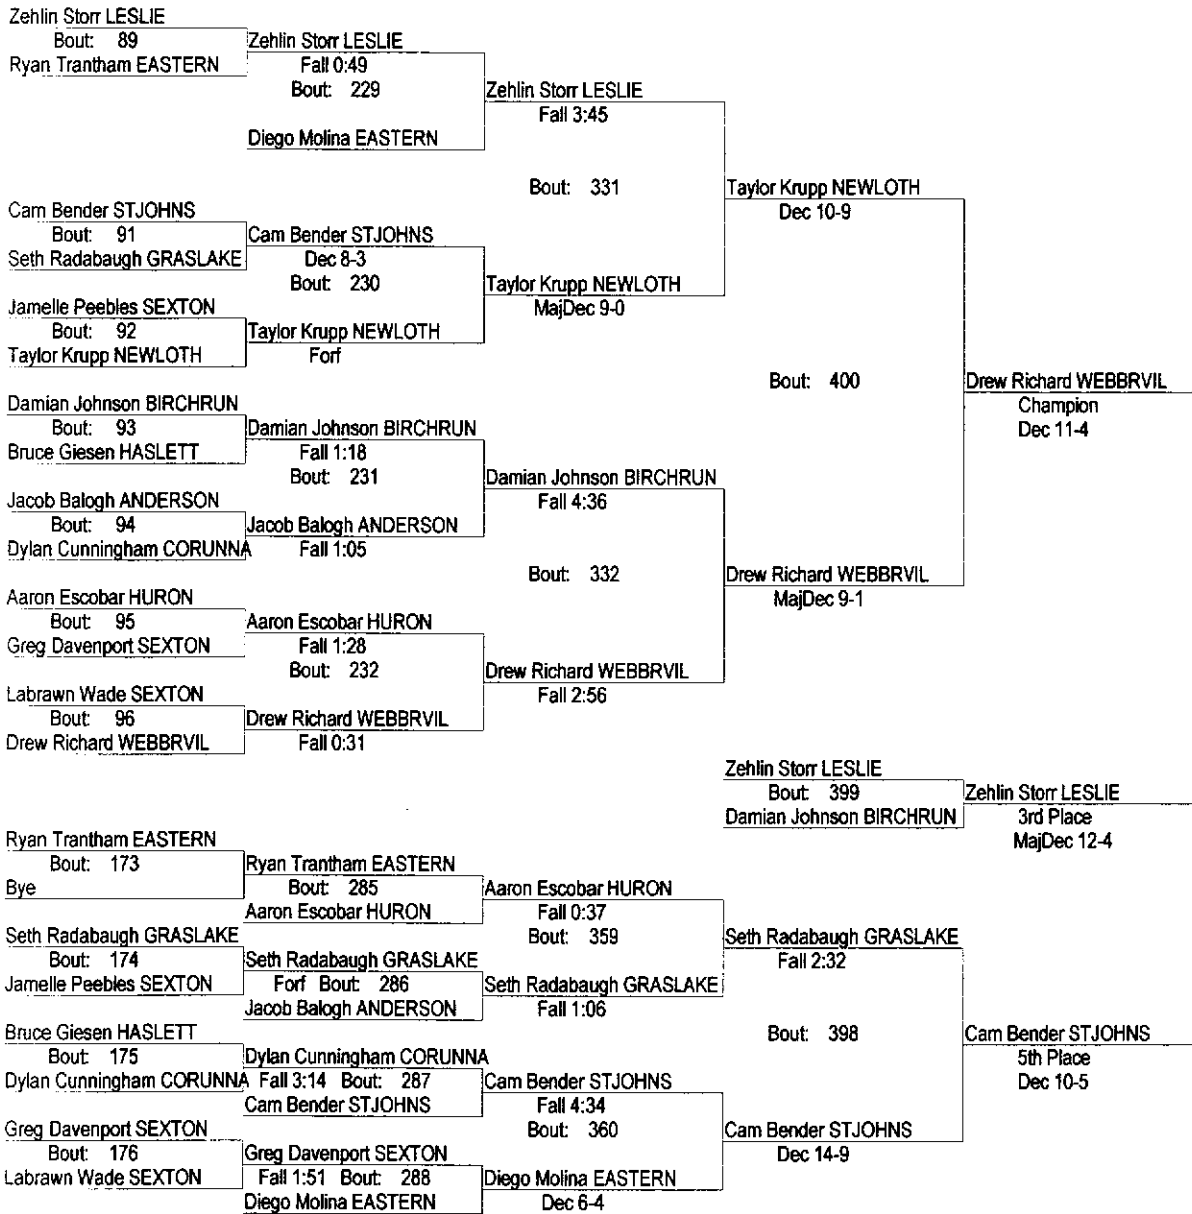 Zehlin Storr LESLIE
Bout: 89
Zehlin Storr LESLIE
Ryan Trantham EASTERN
Fall 0:49
Bout: 229
Zehlin Storr LESLIE
Fall 3:45
Diego Molina EASTERN
Bout: 331
Taylor Krupp NEWLOTH
Dec 10-9
Cam Bender STJOHNS
Bout: 91
Cam Bender STJOHNS
Seth Radabaugh GRASLAKE
Dec 8-3
Bout: 230
Taylor Krupp NEWLOTH
MajDec 9-0
Jamelle Peebles SEXTON
Bout: 92
Taylor Krupp NEWLOTH
Taylor Krupp NEWLOTH
Forf
Bout: 400
Drew Richard WEBBRVIL
Champion
Dec 11-4
Damian Johnson BIRCHRUN
Bout: 93
Damian Johnson BIRCHRUN
Bruce Giesen HASLETT
Fall 1:18
Bout: 231
Damian Johnson BIRCHRUN
Fall 4:36
Jacob Balogh ANDERSON
Bout: 94
Jacob Balogh ANDERSON
Dylan Cunningham CORUNNA
Fall 1:05
Bout: 332
Drew Richard WEBBRVIL
MajDec 9-1
Aaron Escobar HURON
Bout: 95
Aaron Escobar HURON
Greg Davenport SEXTON
Fall 1:28
Bout: 232
Drew Richard WEBBRVIL
Fall 2:56
Labrawn Wade SEXTON
Bout: 96
Drew Richard WEBBRVIL
Drew Richard WEBBRVIL
Fall 0:31
Zehlin Storr LESLIE
Bout: 399
Zehlin Storr LESLIE
Damian Johnson BIRCHRUN
3rd Place
MajDec 12-4
Ryan Trantham EASTERN
Bout: 173
Ryan Trantham EASTERN
Bye
Bout: 285
Aaron Escobar HURON
Aaron Escobar HURON
Fall 0:37
Bout: 359
Seth Radabaugh GRASLAKE
Fall 2:32
Seth Radabaugh GRASLAKE
Bout: 174
Seth Radabaugh GRASLAKE
Jamelle Peebles SEXTON
Forf Bout: 286
Seth Radabaugh GRASLAKE
Jacob Balogh ANDERSON
Fall 1:06
Bout: 398
Cam Bender STJOHNS
5th Place
Dec 10-5
Bruce Giesen HASLETT
Bout: 175
Dylan Cunningham CORUNNA
Dylan Cunningham CORUNNA
Fall 3:14 Bout: 287
Cam Bender STJOHNS
Cam Bender STJOHNS
Fall 4:34
Bout: 360
Cam Bender STJOHNS
Dec 14-9
Greg Davenport SEXTON
Bout: 176
Greg Davenport SEXTON
Labrawn Wade SEXTON
Fall 1:51 Bout: 288
Diego Molina EASTERN
Diego Molina EASTERN
Dec 6-4